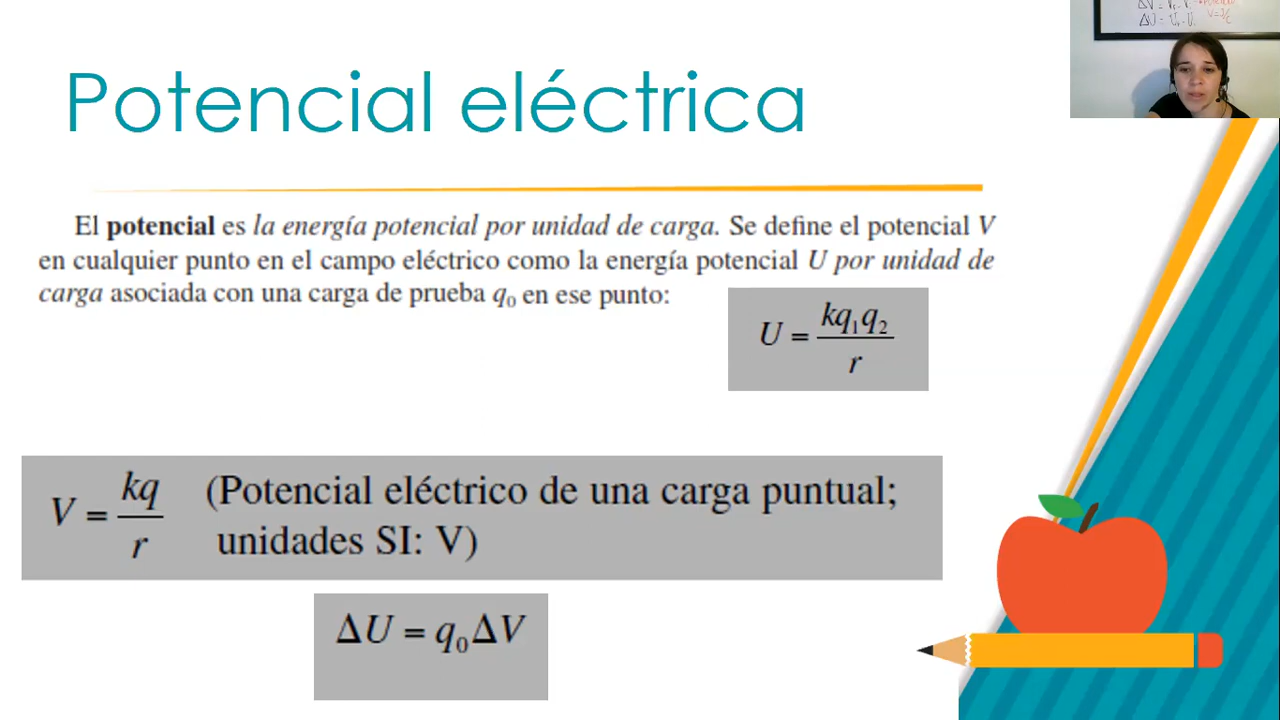 Potencial eléctrica
El potencial es la energía potencial por unidad de carga. Se define el potencial V
en cualquier punto en el campo eléctrico como la energía potencial U por unidad de
carga asociada con una carga de prueba q₀ en ese punto:
U = kq₁q₂ / r
V = kq / r (Potencial eléctrico de una carga puntual;
unidades SI: V)
ΔU = q₀ΔV